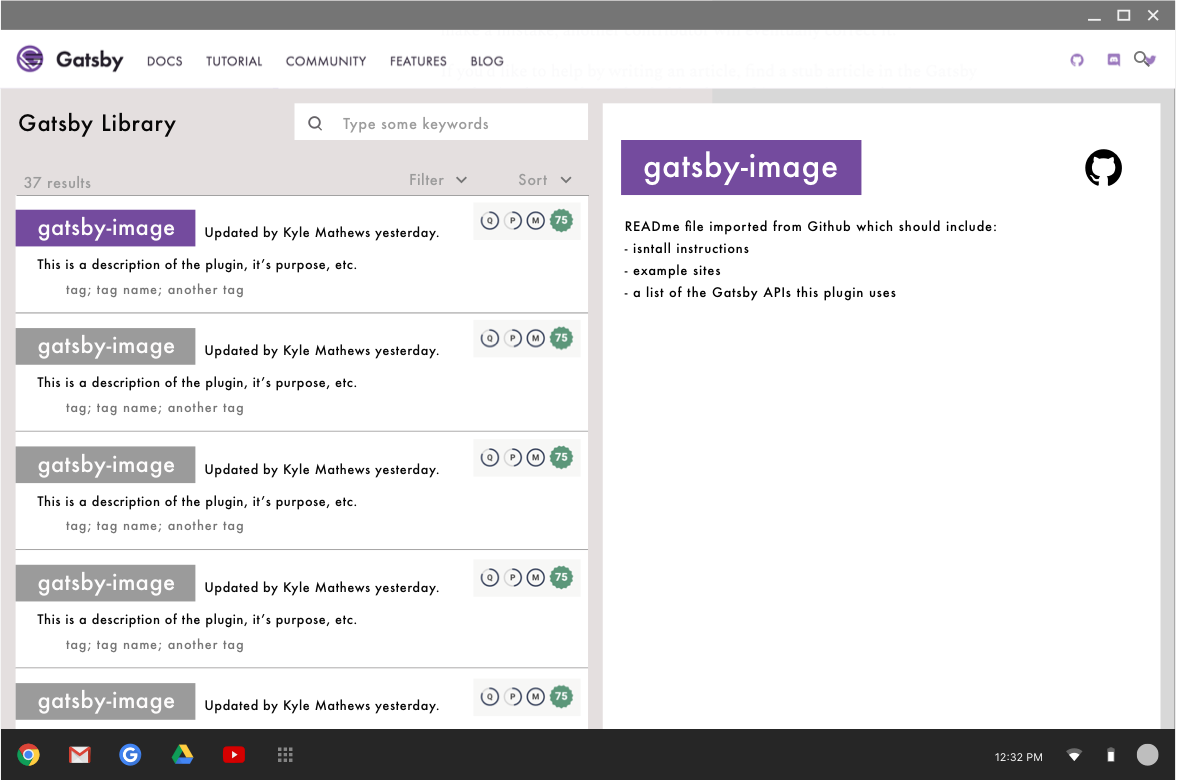 Gatsby DOCS TUTORIAL COMMUNITY FEATURES BLOG
Gatsby Library
Type some keywords
37 results Filter Sort
gatsby-image Updated by Kyle Mathews yesterday. Q P M 75
This is a description of the plugin, it’s purpose, etc.
tag; tag name; another tag
gatsby-image Updated by Kyle Mathews yesterday. Q P M 75
This is a description of the plugin, it’s purpose, etc.
tag; tag name; another tag
gatsby-image Updated by Kyle Mathews yesterday. Q P M 75
This is a description of the plugin, it’s purpose, etc.
tag; tag name; another tag
gatsby-image Updated by Kyle Mathews yesterday. Q P M 75
This is a description of the plugin, it’s purpose, etc.
tag; tag name; another tag
gatsby-image Updated by Kyle Mathews yesterday. Q P M 75
gatsby-image
READme file imported from Github which should include:
- isntall instructions
- example sites
- a list of the Gatsby APIs this plugin uses
12:32 PM